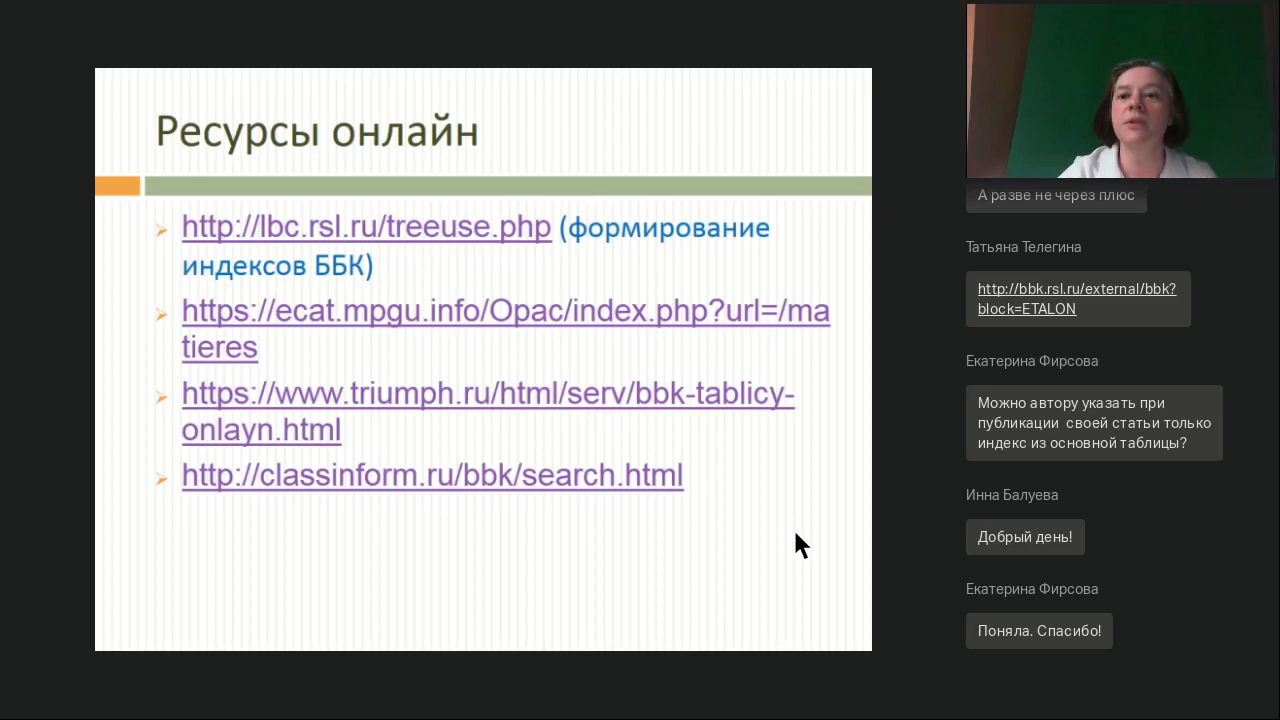 Ресурсы онлайн
http://lbc.rsl.ru/treeuse.php (формирование
индексов ББК)
https://ecat.mpgu.info/Opac/index.php?url=/ma
tieres
https://www.triumph.ru/html/serv/bbk-tablicy-
onlayn.html
http://classinform.ru/bbk/search.html
А разве не через плюс
Татьяна Телегина
http://bbk.rsl.ru/external/bbk?
block=ETALON
Екатерина Фирсова
Можно автору указать при
публикации своей статьи только
индекс из основной таблицы?
Инна Балуева
Добрый день!
Екатерина Фирсова
Поняла. Спасибо!